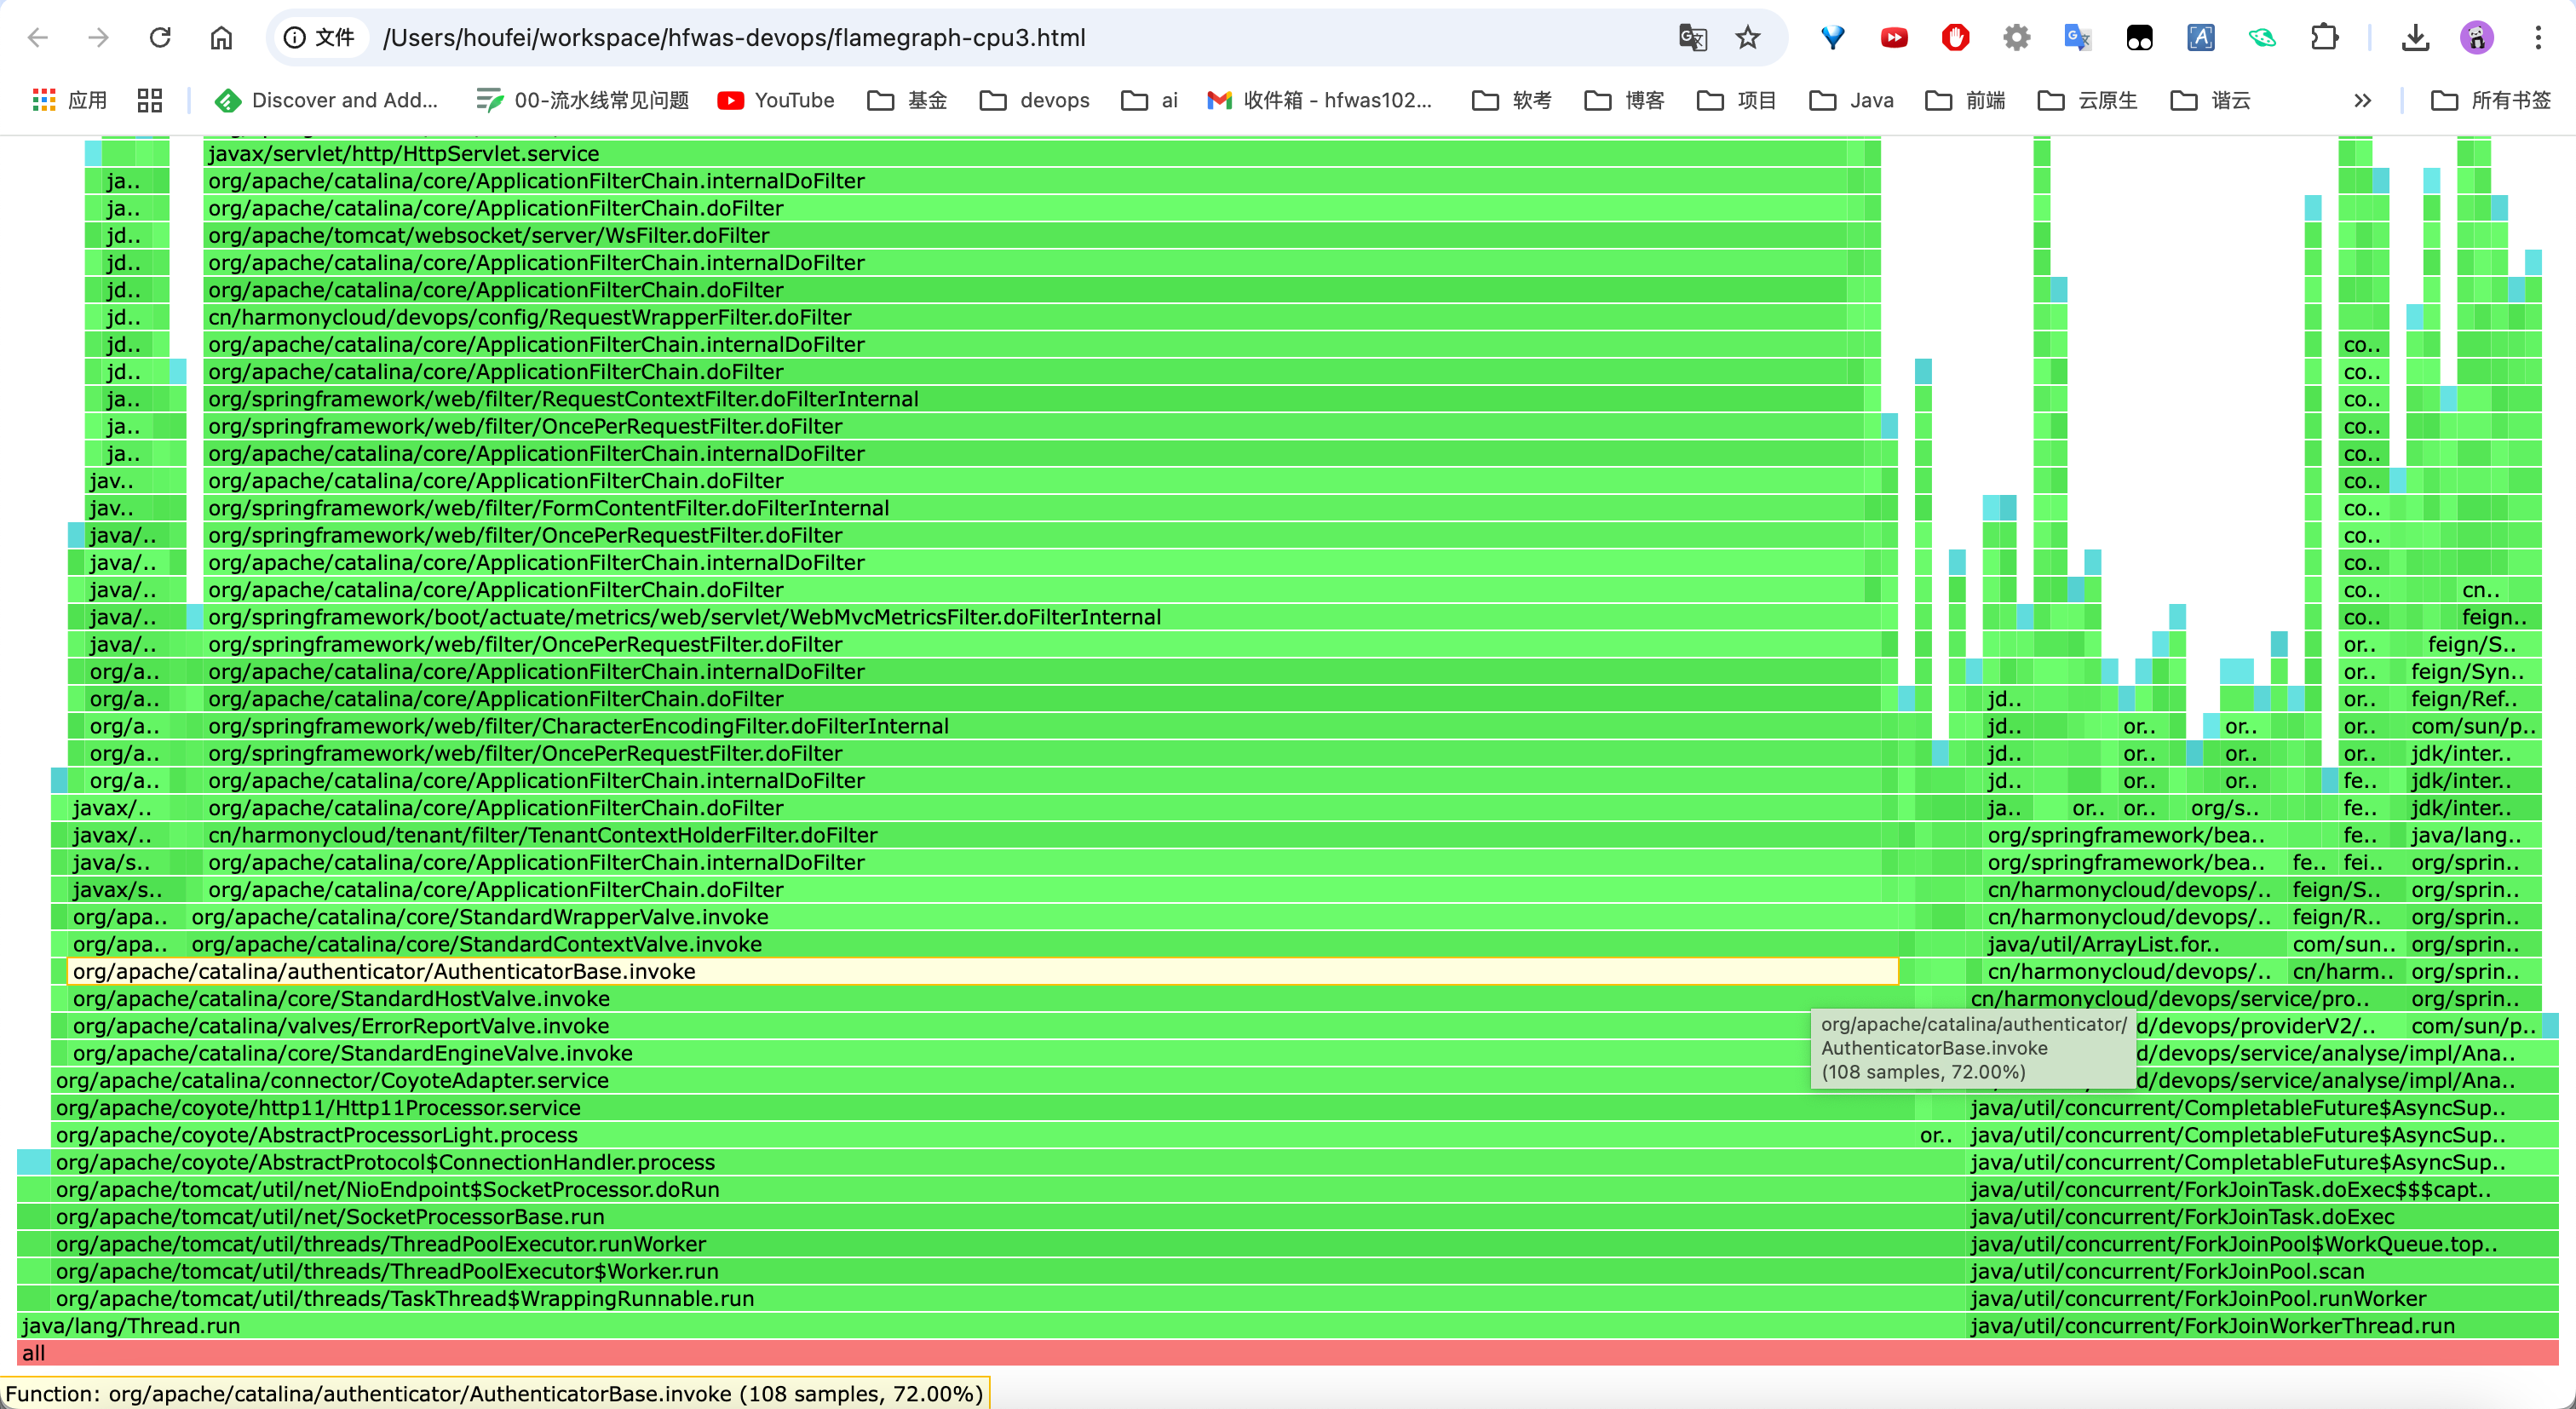 文件 /Users/houfei/workspace/hfwas-devops/flamegraph-cpu3.html
应用 Discover and Add... 00-流水线常见问题 YouTube 基金 devops ai 收件箱 - hfwas102... 软考 博客 项目 Java 前端 云原生 谐云 所有书签
javax/servlet/http/HttpServlet.service
ja.. org/apache/catalina/core/ApplicationFilterChain.internalDoFilter
ja.. org/apache/catalina/core/ApplicationFilterChain.doFilter
jd.. org/apache/tomcat/websocket/server/WsFilter.doFilter
jd.. org/apache/catalina/core/ApplicationFilterChain.internalDoFilter
jd.. org/apache/catalina/core/ApplicationFilterChain.doFilter
jd.. cn/harmonycloud/devops/config/RequestWrapperFilter.doFilter
jd.. org/apache/catalina/core/ApplicationFilterChain.internalDoFilter co..
jd.. org/apache/catalina/core/ApplicationFilterChain.doFilter co..
ja.. org/springframework/web/filter/RequestContextFilter.doFilterInternal co..
ja.. org/springframework/web/filter/OncePerRequestFilter.doFilter co..
ja.. org/apache/catalina/core/ApplicationFilterChain.internalDoFilter co..
jav.. org/apache/catalina/core/ApplicationFilterChain.doFilter co..
jav.. org/springframework/web/filter/FormContentFilter.doFilterInternal co..
java/.. org/springframework/web/filter/OncePerRequestFilter.doFilter co..
java/.. org/apache/catalina/core/ApplicationFilterChain.internalDoFilter co..
java/.. org/apache/catalina/core/ApplicationFilterChain.doFilter co.. cn..
java/.. org/springframework/boot/actuate/metrics/web/servlet/WebMvcMetricsFilter.doFilterInternal co.. feign..
java/.. org/springframework/web/filter/OncePerRequestFilter.doFilter or.. feign/S..
org/a.. org/apache/catalina/core/ApplicationFilterChain.internalDoFilter or.. feign/Syn..
org/a.. org/apache/catalina/core/ApplicationFilterChain.doFilter jd.. or.. feign/Ref..
org/a.. org/springframework/web/filter/CharacterEncodingFilter.doFilterInternal jd.. or.. or.. or.. com/sun/p..
org/a.. org/springframework/web/filter/OncePerRequestFilter.doFilter jd.. or.. or.. or.. jdk/inter..
org/a.. org/apache/catalina/core/ApplicationFilterChain.internalDoFilter jd.. or.. or.. fe.. jdk/inter..
javax/.. org/apache/catalina/core/ApplicationFilterChain.doFilter ja.. or.. or.. org/s.. fe.. jdk/inter..
javax/.. cn/harmonycloud/tenant/filter/TenantContextHolderFilter.doFilter org/springframework/bea.. fe.. java/lang..
java/s.. org/apache/catalina/core/ApplicationFilterChain.internalDoFilter org/springframework/bea.. fe.. fei.. org/sprin..
javax/s.. org/apache/catalina/core/ApplicationFilterChain.doFilter cn/harmonycloud/devops/.. feign/S.. org/sprin..
org/apa.. org/apache/catalina/core/StandardWrapperValve.invoke cn/harmonycloud/devops/.. feign/R.. org/sprin..
org/apa.. org/apache/catalina/core/StandardContextValve.invoke java/util/ArrayList.for.. com/sun.. org/sprin..
org/apache/catalina/authenticator/AuthenticatorBase.invoke cn/harmonycloud/devops/.. cn/harm.. org/sprin..
org/apache/catalina/core/StandardHostValve.invoke cn/harmonycloud/devops/service/pro.. org/sprin..
org/apache/catalina/valves/ErrorReportValve.invoke d/devops/providerV2/.. com/sun/p..
org/apache/catalina/core/StandardEngineValve.invoke d/devops/service/analyse/impl/Ana..
org/apache/catalina/connector/CoyoteAdapter.service d/devops/service/analyse/impl/Ana..
org/apache/catalina/authenticator/
AuthenticatorBase.invoke
(108 samples, 72.00%)
org/apache/coyote/http11/Http11Processor.service java/util/concurrent/CompletableFuture$AsyncSup..
org/apache/coyote/AbstractProcessorLight.process or.. java/util/concurrent/CompletableFuture$AsyncSup..
org/apache/coyote/AbstractProtocol$ConnectionHandler.process java/util/concurrent/CompletableFuture$AsyncSup..
org/apache/tomcat/util/net/NioEndpoint$SocketProcessor.doRun java/util/concurrent/ForkJoinTask.doExec$$$capt..
org/apache/tomcat/util/net/SocketProcessorBase.run java/util/concurrent/ForkJoinTask.doExec
org/apache/tomcat/util/threads/ThreadPoolExecutor.runWorker java/util/concurrent/ForkJoinPool$WorkQueue.top..
org/apache/tomcat/util/threads/ThreadPoolExecutor$Worker.run java/util/concurrent/ForkJoinPool.scan
org/apache/tomcat/util/threads/TaskThread$WrappingRunnable.run java/util/concurrent/ForkJoinPool.runWorker
java/lang/Thread.run java/util/concurrent/ForkJoinWorkerThread.run
all
Function: org/apache/catalina/authenticator/AuthenticatorBase.invoke (108 samples, 72.00%)